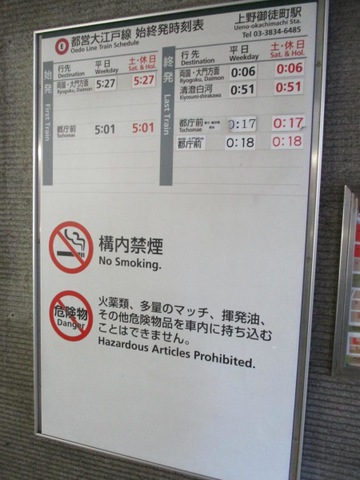 都営大江戸線 始終発時刻表
Oedo Line Train Schedule
上野御徒町駅
Ueno-okachimachi Sta.
Tel 03-3834-6485
始発
First Train
行先 Destination 平日 Weekday 土・休日 Sat.& Hol.
両国・大門方面 Ryogoku, Daimon 5:27 5:27
都庁前 Tochomae 5:01 5:01
終発
Last Train
行先 Destination 平日 Weekday 土・休日 Sat.& Hol.
両国・大門方面 Ryogoku, Daimon 0:06 0:06
清澄白河 Kiyosumi-shirakawa 0:51 0:51
都庁前 Tochomae 0:17 0:17
都庁前 0:18 0:18
構内禁煙
No Smoking.
危険物
Danger
火薬類、多量のマッチ、揮発油、
その他危険物品を車内に持ち込む
ことはできません。
Hazardous Articles Prohibited.